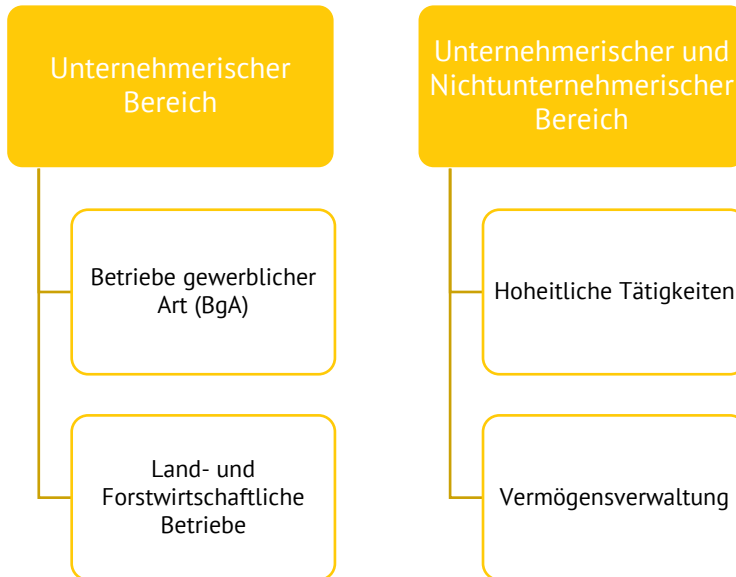 Unternehmerischer
Bereich
Betriebe gewerblicher
Art (BgA)
Land- und
Forstwirtschaftliche
Betriebe
Unternehmerischer und
Nichtunternehmerischer
Bereich
Hoheitliche Tätigkeiten
Vermögensverwaltung